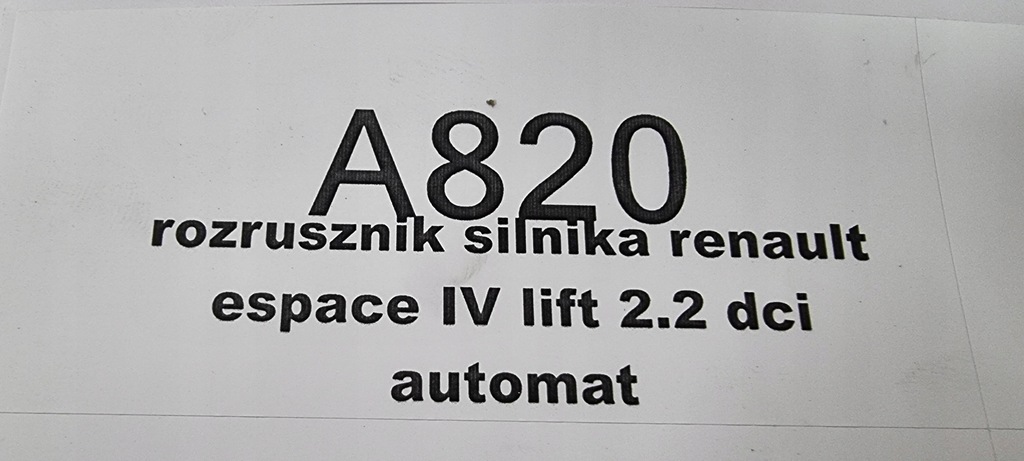 A820
rozrusznik silnika renault
espace IV lift 2.2 dci
automat